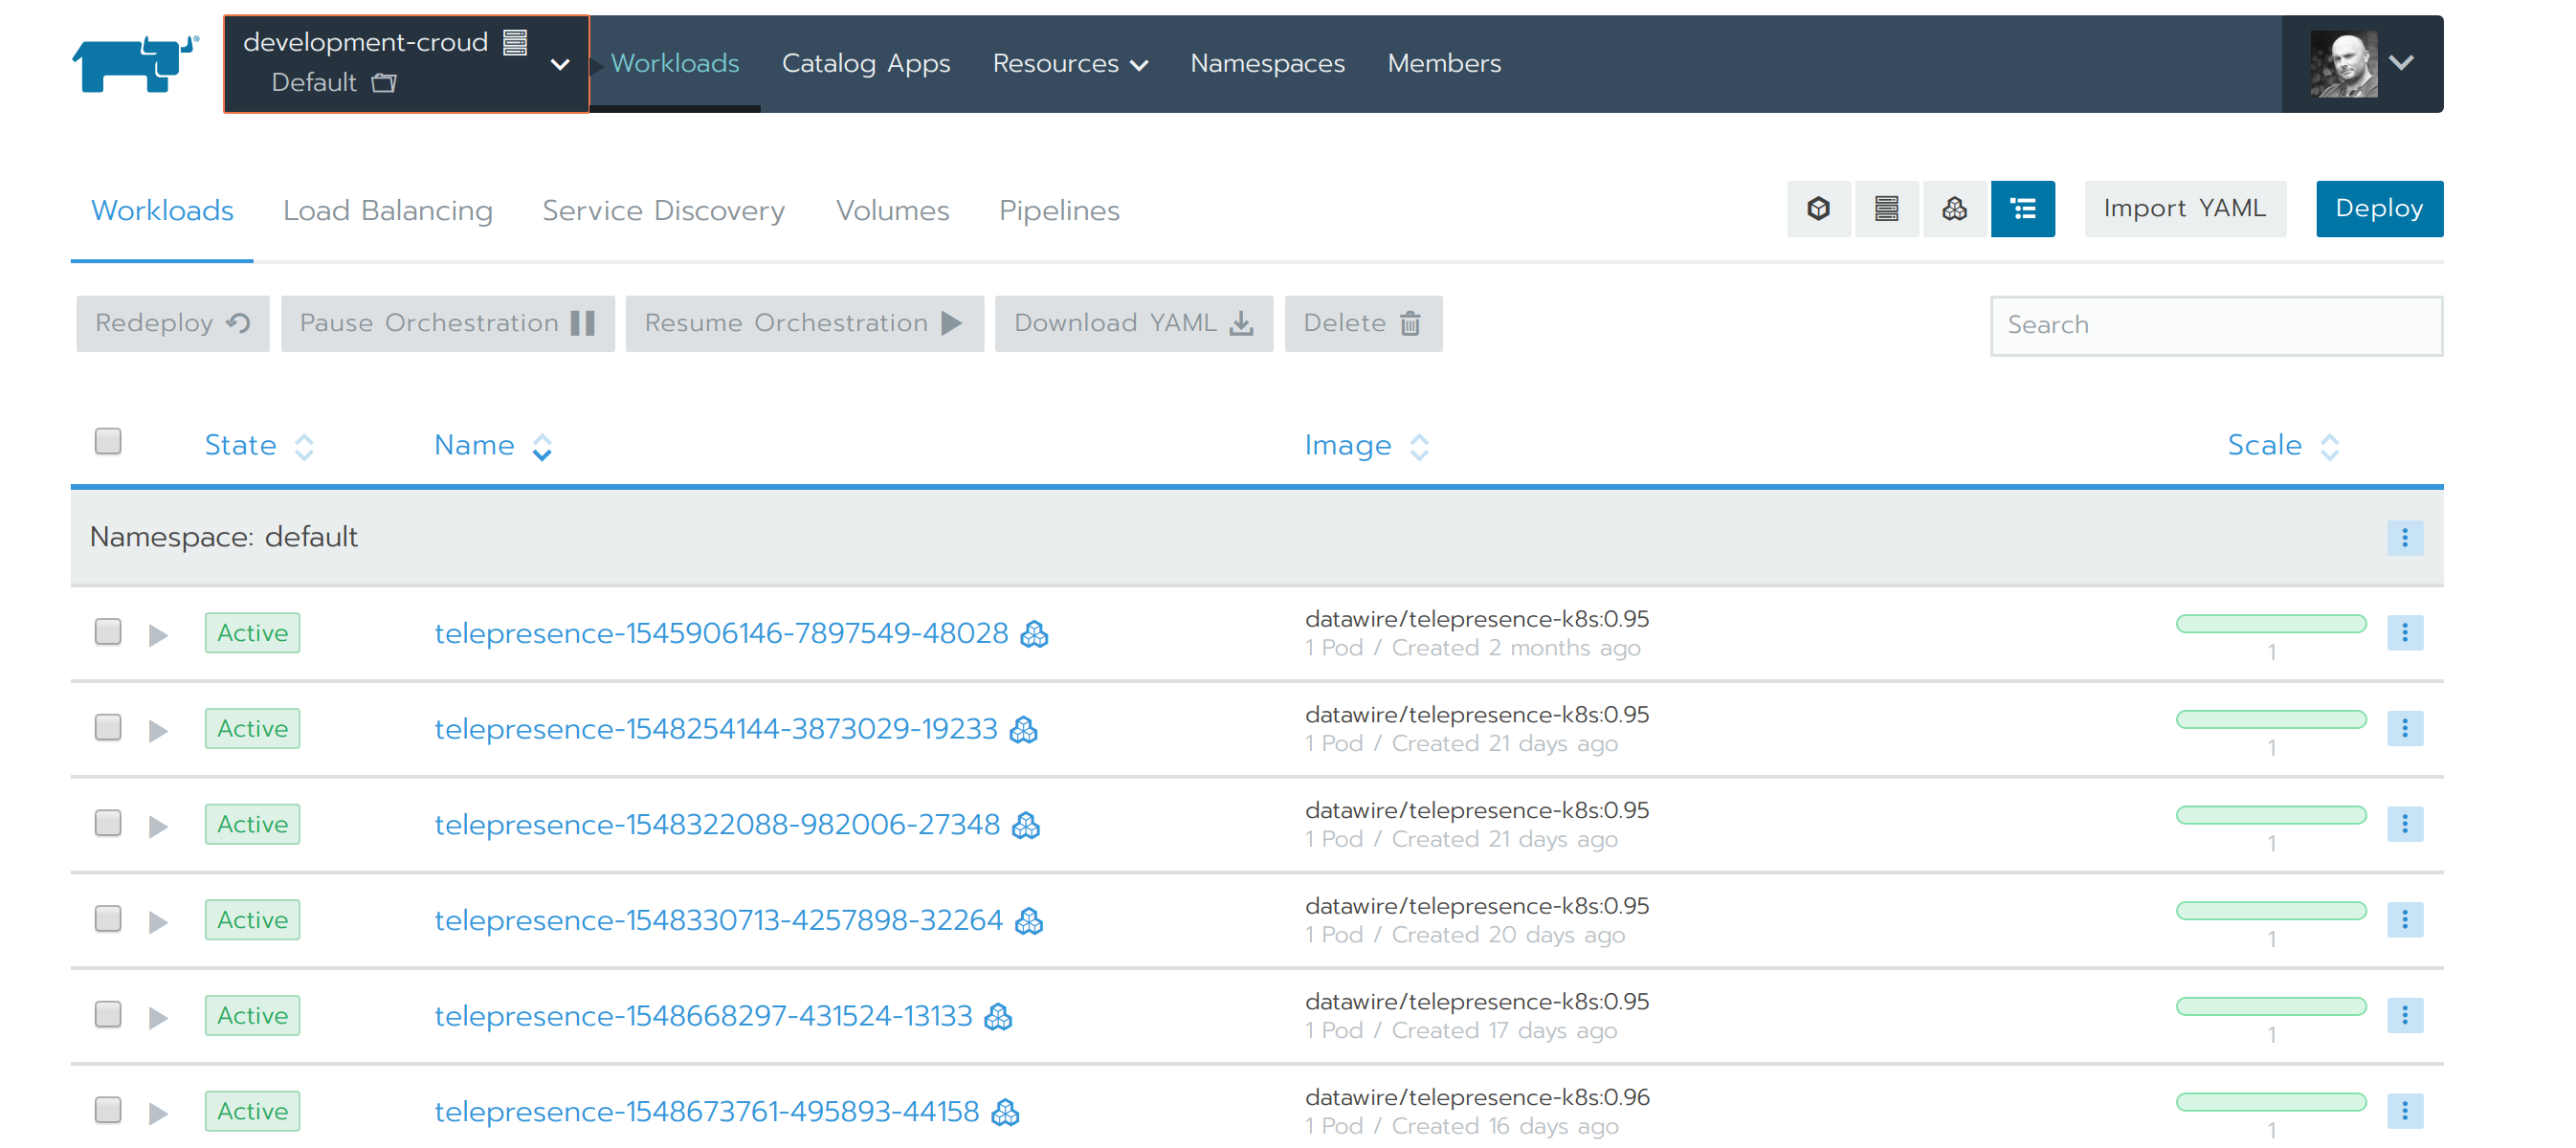 development-croud
Default
Workloads Catalog Apps Resources Namespaces Members
Workloads Load Balancing Service Discovery Volumes Pipelines Import YAML Deploy
Redeploy Pause Orchestration Resume Orchestration Download YAML Delete Search
State Name Image Scale
Namespace: default
Active telepresence-1545906146-7897549-48028 datawire/telepresence-k8s:0.95
1 Pod / Created 2 months ago 1
Active telepresence-1548254144-3873029-19233 datawire/telepresence-k8s:0.95
1 Pod / Created 21 days ago 1
Active telepresence-1548322088-982006-27348 datawire/telepresence-k8s:0.95
1 Pod / Created 21 days ago 1
Active telepresence-1548330713-4257898-32264 datawire/telepresence-k8s:0.95
1 Pod / Created 20 days ago 1
Active telepresence-1548668297-431524-13133 datawire/telepresence-k8s:0.95
1 Pod / Created 17 days ago 1
Active telepresence-1548673761-495893-44158 datawire/telepresence-k8s:0.96
1 Pod / Created 16 days ago 1